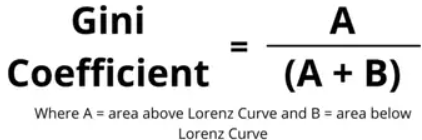 Gini
Coefficient = A
(A + B)
Where A = area above Lorenz Curve and B = area below
Lorenz Curve